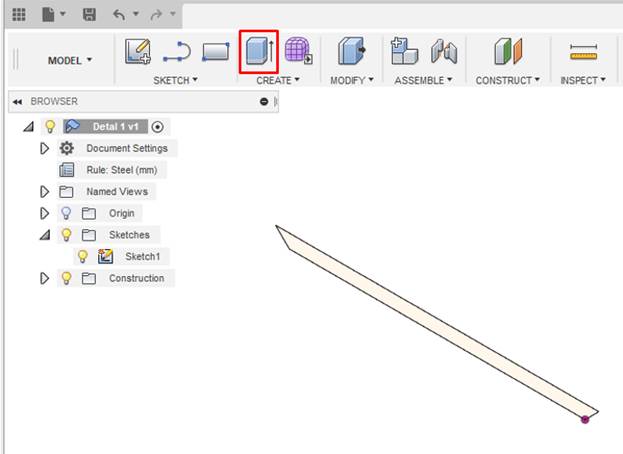 MODEL
SKETCH
CREATE
MODIFY
ASSEMBLE
CONSTRUCT
INSPECT
BROWSER
Detal 1 v1
Document Settings
Rule: Steel (mm)
Named Views
Origin
Sketches
Sketch1
Construction